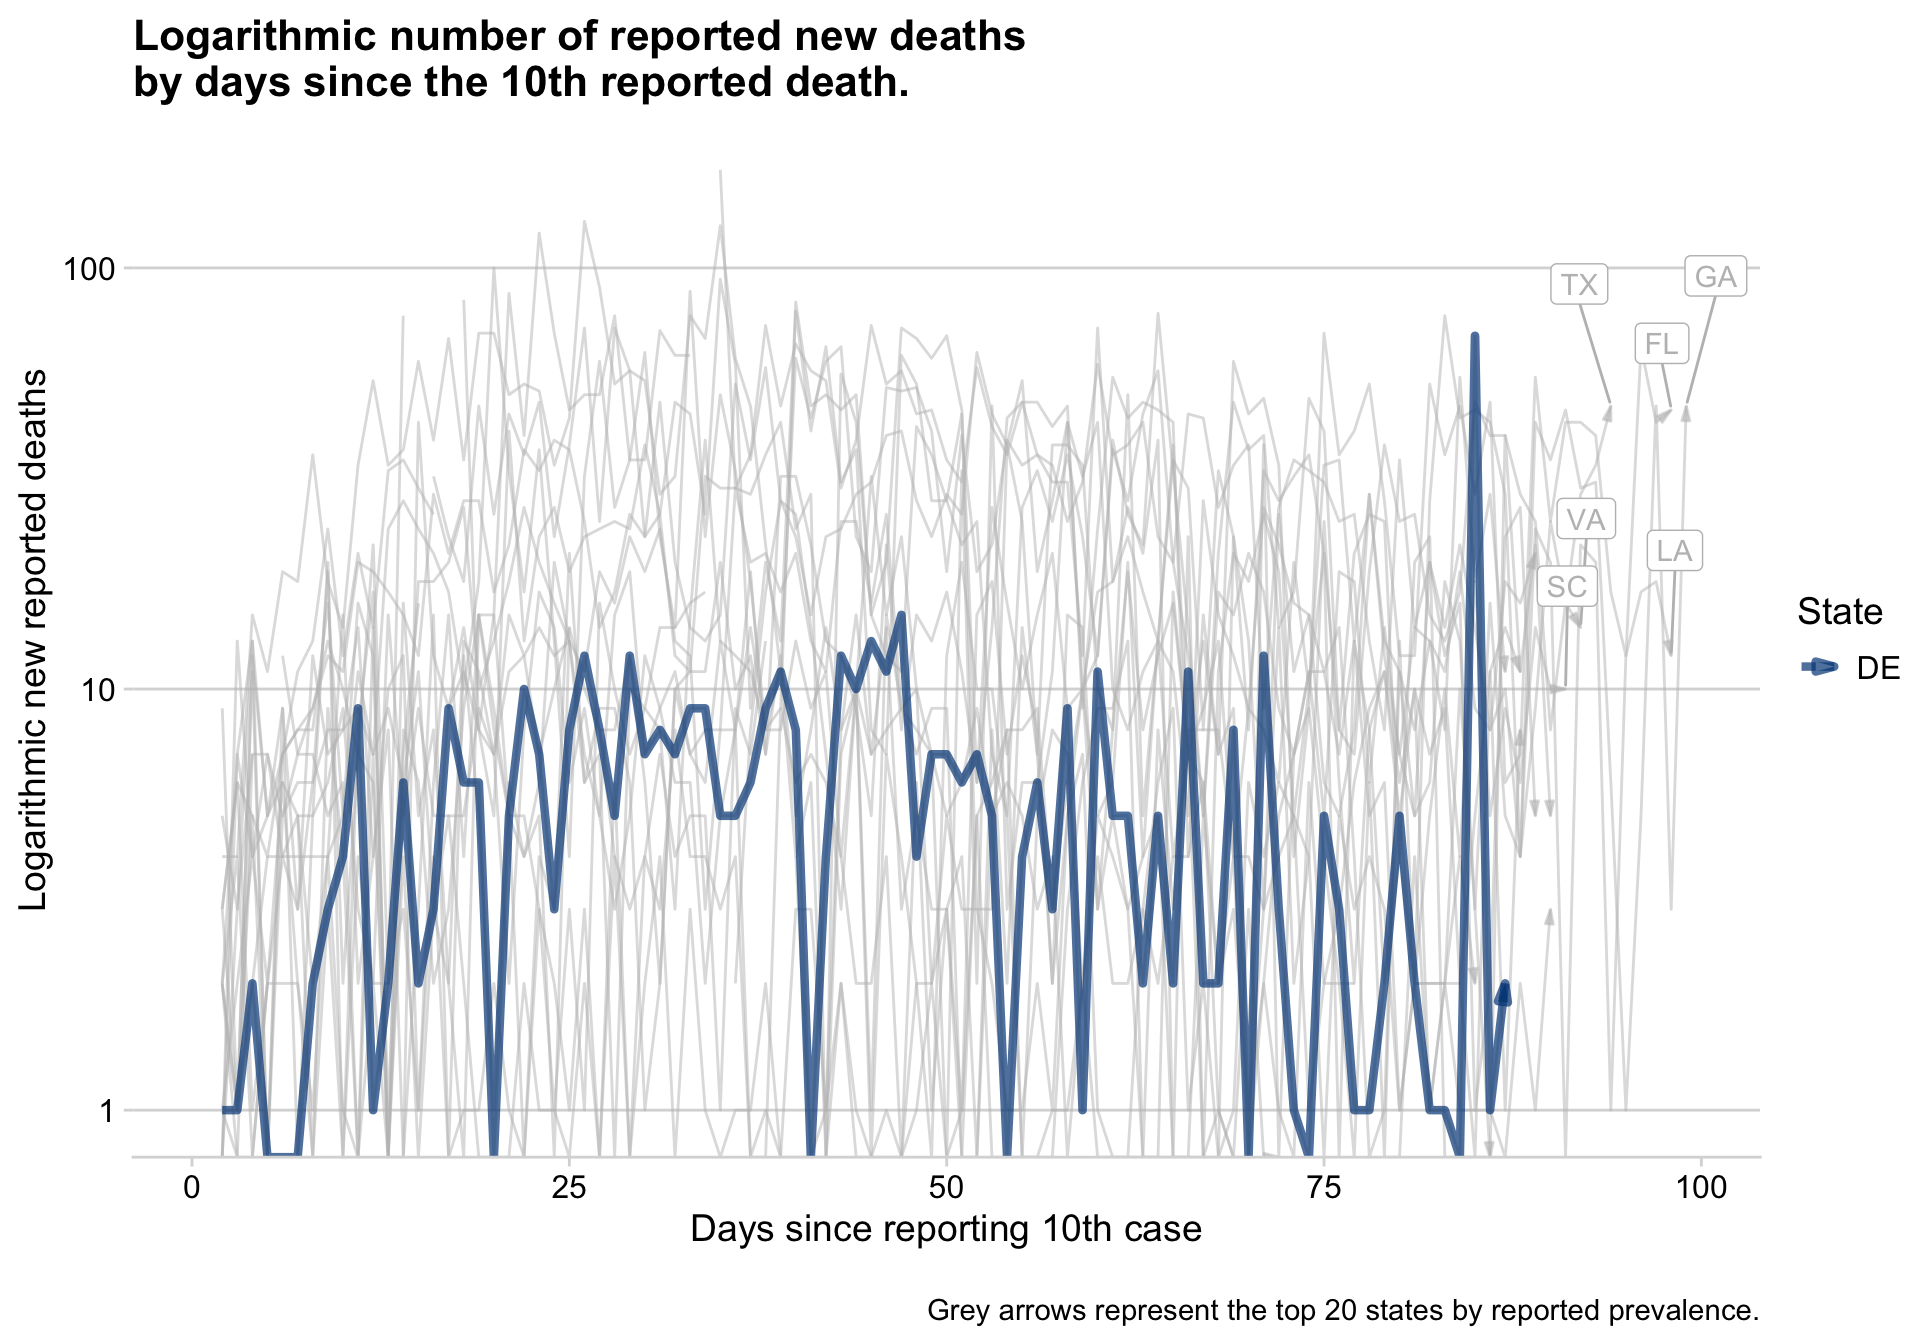 Logarithmic number of reported new deaths
by days since the 10th reported death.
Logarithmic new reported deaths
100
10
1
TX
GA
FL
VA
LA
SC
State
DE
0
25
50
75
100
Days since reporting 10th case
Grey arrows represent the top 20 states by reported prevalence.